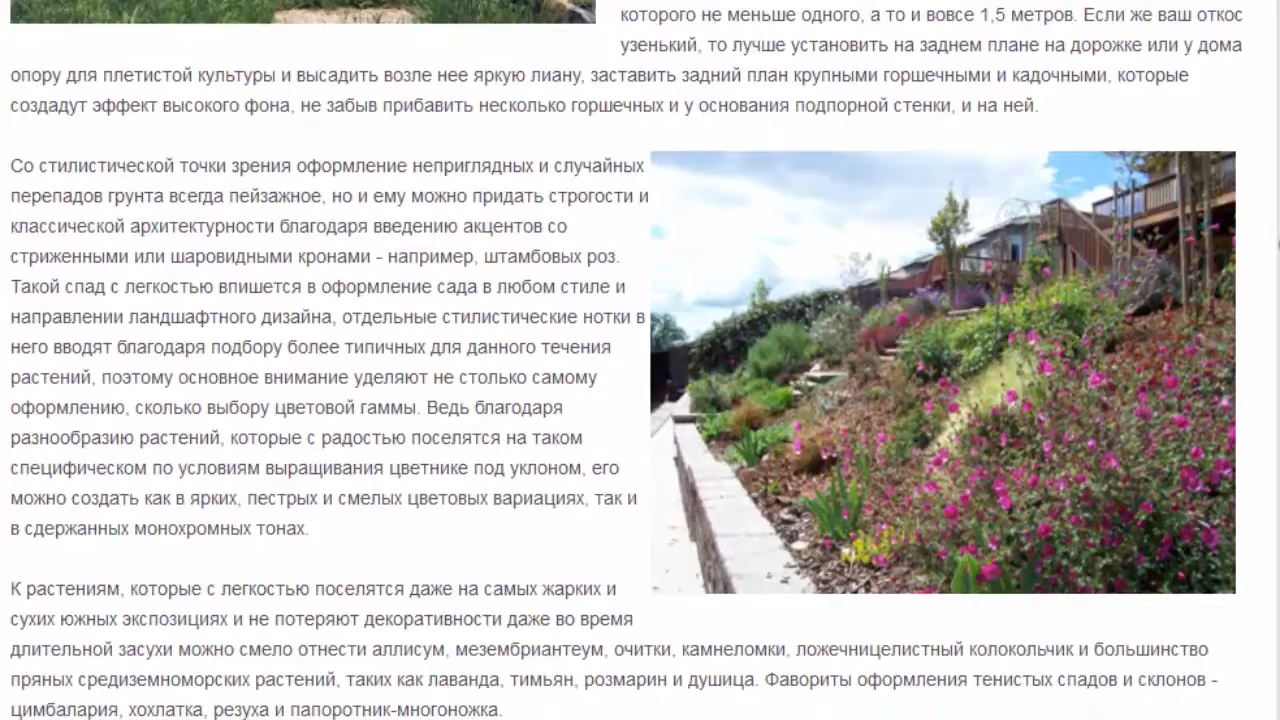 которого не меньше одного, а то и вовсе 1,5 метров. Если же ваш откос
узенький, то лучше установить на заднем плане на дорожке или у дома
опору для плетистой культуры и высадить возле нее яркую лиану, заставить задний план крупными горшечными и кадочными, которые
создадут эффект высокого фона, не забыв прибавить несколько горшечных и у основания подпорной стенки, и на ней.
Со стилистической точки зрения оформление неприглядных и случайных
перепадов грунта всегда пейзажное, но и ему можно придать строгости и
классической архитектурности благодаря введению акцентов со
стриженными или шаровидными кронами - например, штамбовых роз.
Такой спад с легкостью впишется в оформление сада в любом стиле и
направлении ландшафтного дизайна, отдельные стилистические нотки в
него вводят благодаря подбору более типичных для данного течения
растений, поэтому основное внимание уделяют не столько самому
оформлению, сколько выбору цветовой гаммы. Ведь благодаря
разнообразию растений, которые с радостью поселятся на таком
специфическом по условиям выращивания цветнике под уклоном, его
можно создать как в ярких, пестрых и смелых цветовых вариациях, так и
в сдержанных монохромных тонах.
К растениям, которые с легкостью поселятся даже на самых жарких и
сухих южных экспозициях и не потеряют декоративности даже во время
длительной засухи можно смело отнести аллисум, мезембриантеум, очитки, камнеломки, ложечницелистный колокольчик и большинство
пряных средиземноморских растений, таких как лаванда, тимьян, розмарин и душица. Фавориты оформления тенистых спадов и склонов -
цимбалария, хохлатка, резуха и папоротник-многоножка.